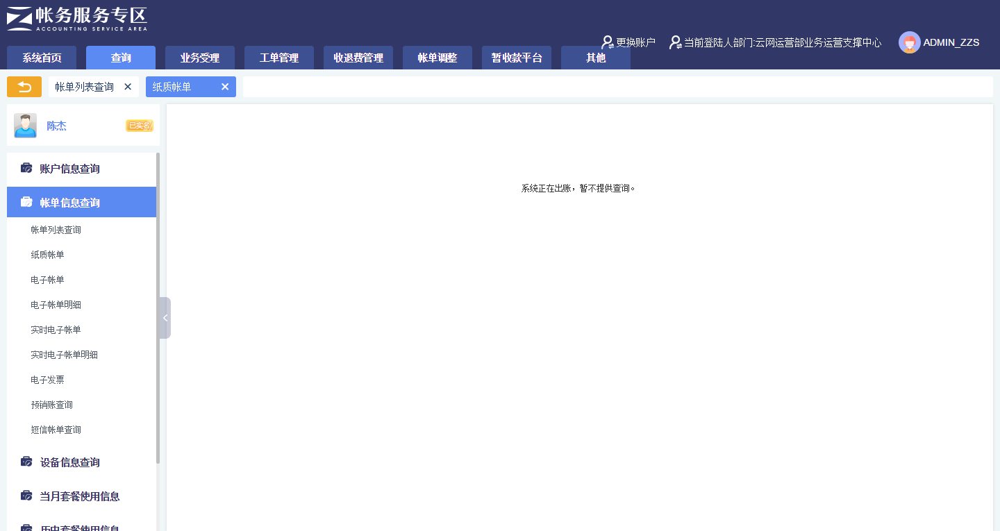 帐务服务专区
ACCOUNTING SERVICE AREA
更换账户 当前登陆人部门:云网运营部业务运营支撑中心 ADMIN_ZZS
系统首页 查询 业务受理 工单管理 收退费管理 帐单调整 暂收款平台 其他
帐单列表查询 纸质帐单
陈杰 已实名
账户信息查询
系统正在出账，暂不提供查询。
帐单信息查询
帐单列表查询
纸质帐单
电子帐单
电子帐单明细
实时电子帐单
实时电子帐单明细
电子发票
预销账查询
短信帐单查询
设备信息查询
当月套餐使用信息
历史套餐使用信息